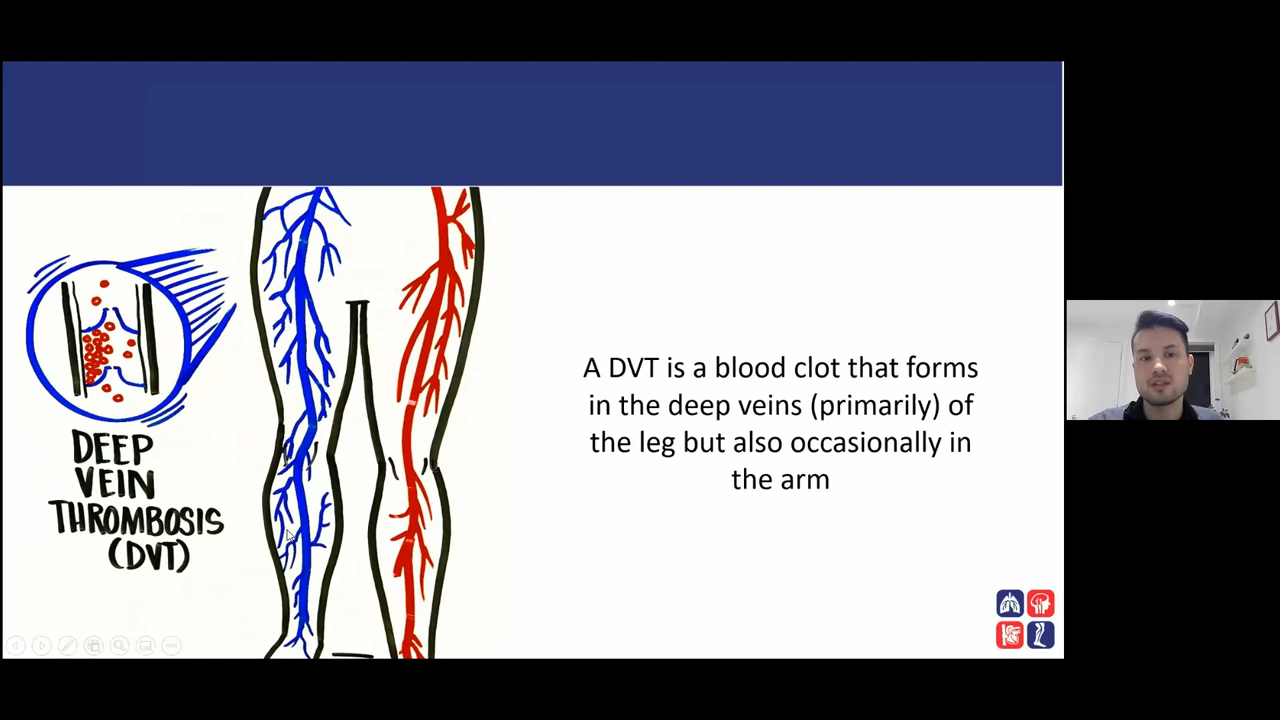 DEEP
VEIN
THROMBOSIS
(DVT)
A DVT is a blood clot that forms
in the deep veins (primarily) of
the leg but also occasionally in
the arm